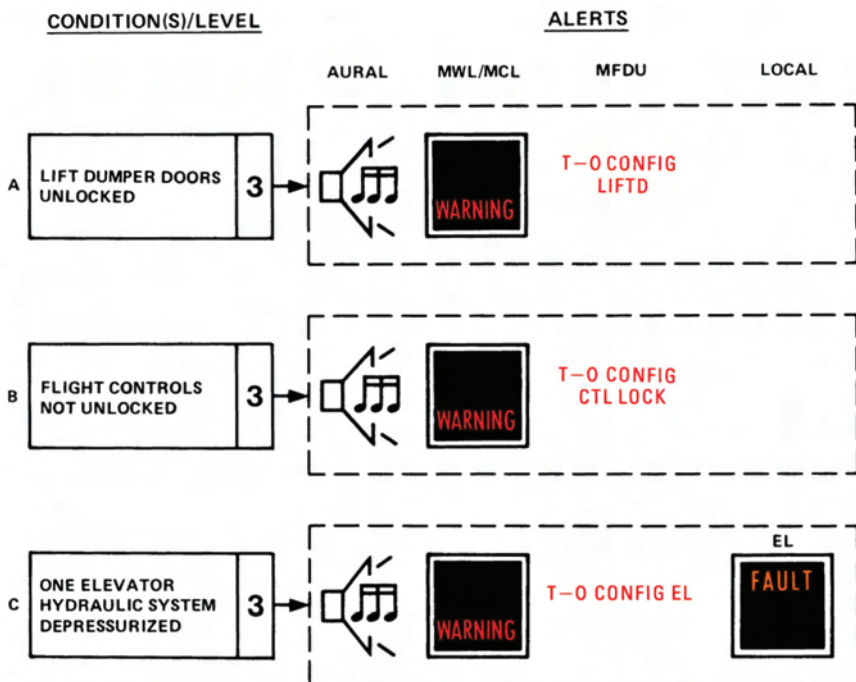 CONDITION(S)/LEVEL
ALERTS
AURAL MWL/MCL MFDU LOCAL
A
LIFT DUMPER DOORS
UNLOCKED
3
WARNING
T–O CONFIG
LIFTD
B
FLIGHT CONTROLS
NOT UNLOCKED
3
WARNING
T–O CONFIG
CTL LOCK
C
ONE ELEVATOR
HYDRAULIC SYSTEM
DEPRESSURIZED
3
WARNING
T–O CONFIG EL
EL
FAULT